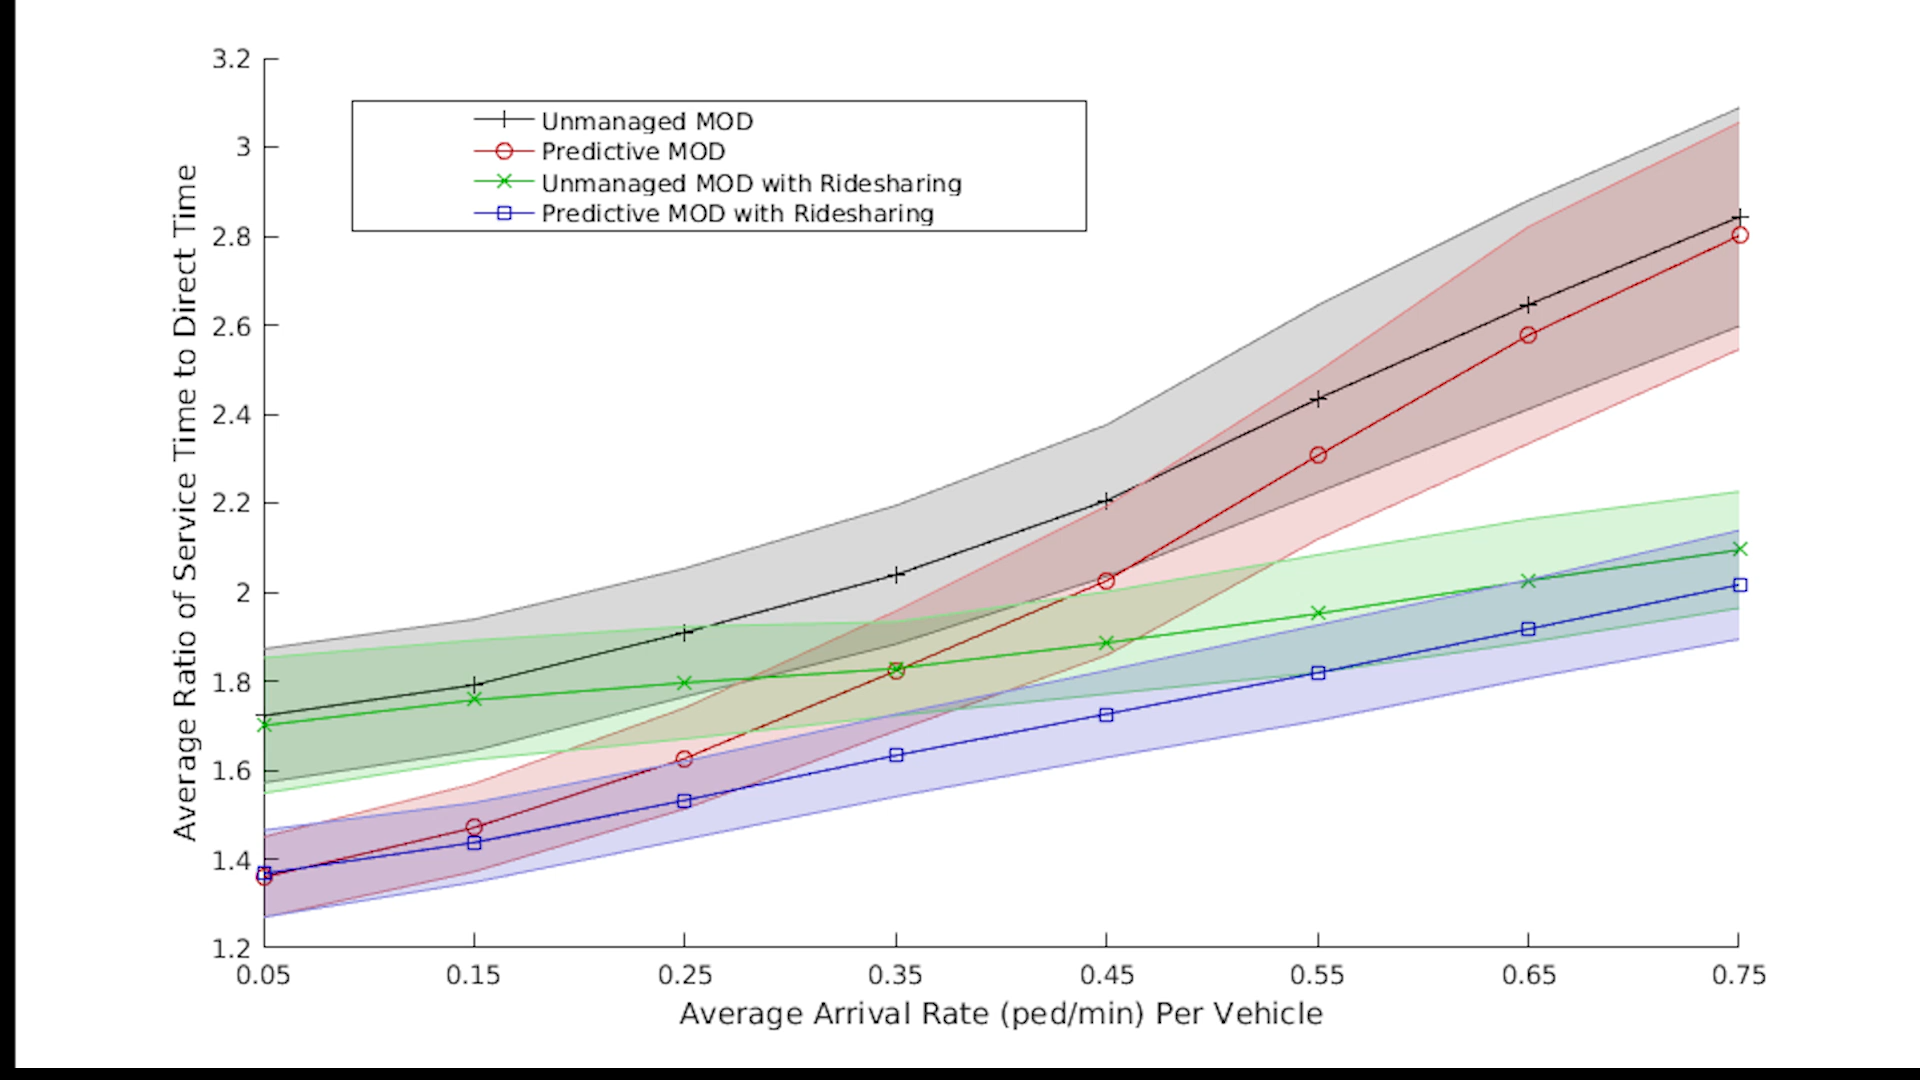 3.2
3
2.8
2.6
2.4
2.2
2
1.8
1.6
1.4
1.2
Average Ratio of Service Time to Direct Time
Unmanaged MOD
Predictive MOD
Unmanaged MOD with Ridesharing
Predictive MOD with Ridesharing
0.05 0.15 0.25 0.35 0.45 0.55 0.65 0.75
Average Arrival Rate (ped/min) Per Vehicle